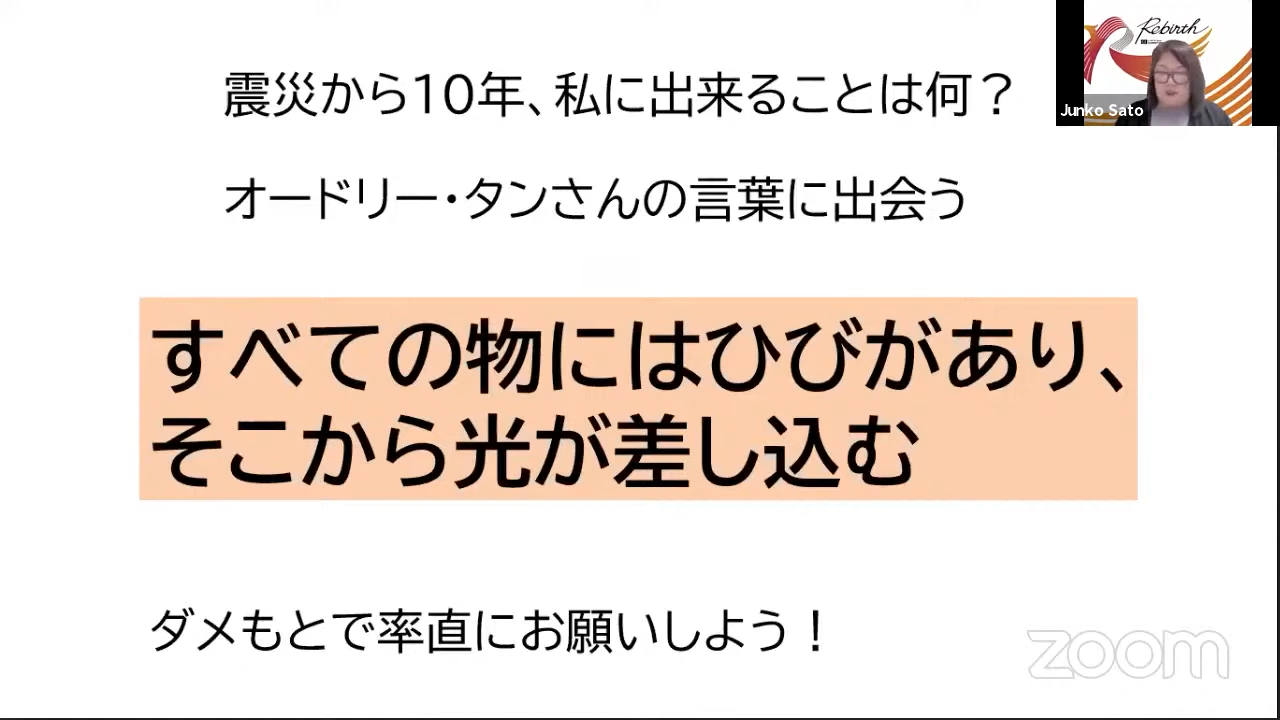 震災から10年、私に出来ることは何？
オードリー・タンさんの言葉に出会う
すべての物にはひびがあり、
そこから光が差し込む
ダメもとで率直にお願いしよう！
Rebirth
Junko Sato
zoom